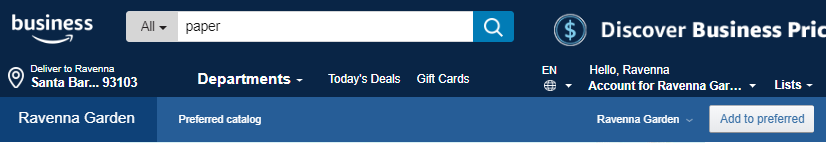 business
All
paper
Discover Business Pric
Deliver to Ravenna
Santa Bar... 93103
Departments
Today's Deals
Gift Cards
EN
Hello, Ravenna
Account for Ravenna Gar...
Lists
Ravenna Garden
Preferred catalog
Ravenna Garden
Add to preferred